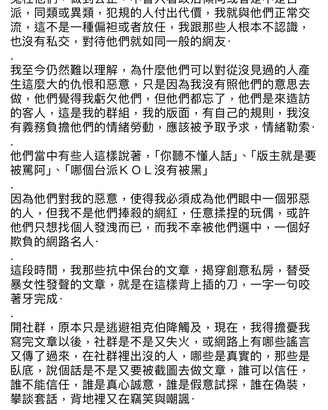 派，同類或異類，犯規的人付出代價，我就與他們正常交
流，這不是一種偏袒或者放任，我跟那些人根本不認識，
也沒有私交，對待他們就如同一般的網友·
.
我至今仍然難以理解，為什麼他們可以對從沒見過的人產
生這麼大的仇恨和惡意，只是因為我沒有照他們的意思去
做，他們覺得我虧欠他們，但他們都忘了，他們是來造訪
的客人，這是我的群組，我的版面，有自己的規則，我沒
有義務負擔他們的情緒勞動，應該被予取予求，情緒勒索·
.
他們當中有些人這樣說著，「你聽不懂人話」、「版主就是要
被罵阿」、「哪個台派ＫＯＬ沒有被黑」
.
因為他們對我的惡意，使得我必須成為他們眼中一個邪惡
的人，但我不是他們捧殺的網紅，任意揉捏的玩偶，或許
他們只想找個人發洩而已，而我不幸被他們選中，一個好
欺負的網路名人·
.
這段時間，我那些抗中保台的文章，揭穿創意私房，替受
暴女性發聲的文章，就是在這樣背上插的刀，一字一句咬
著牙完成·
.
開社群，原本只是逃避祖克伯降觸及，現在，我得擔憂我
寫完文章以後，社群是不是又失火，或網路上有哪些謠言
又傳了過來，在社群裡出沒的人，哪些是真實的，那些是
臥底，說個話是不是又要被截圖去做文章，誰可以信任，
誰不能信任，誰是真心誠意，誰是假意試探，誰在偽裝，
攀談套話，背地裡又在竊笑與嘲諷·